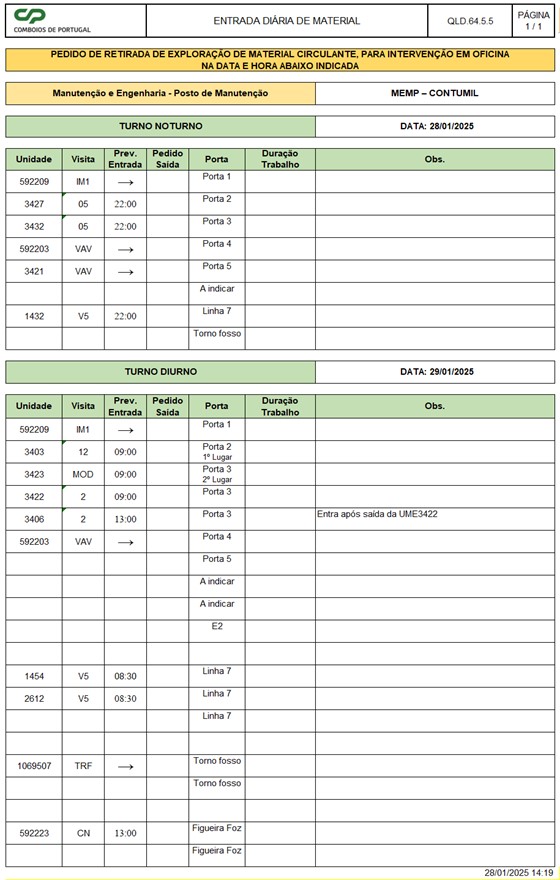 CP
COMBOIOS DE PORTUGAL
ENTRADA DIÁRIA DE MATERIAL
QLD.64.5.5
PÁGINA
1 / 1
PEDIDO DE RETIRADA DE EXPLORAÇÃO DE MATERIAL CIRCULANTE, PARA INTERVENÇÃO EM OFICINA
NA DATA E HORA ABAIXO INDICADA
Manutenção e Engenharia - Posto de Manutenção MEMP – CONTUMIL
TURNO NOTURNO DATA: 28/01/2025
Unidade Visita Prev. Entrada Pedido Saída Porta Duração Trabalho Obs.
592209 IM1 → Porta 1
3427 05 22:00 Porta 2
3432 05 22:00 Porta 3
592203 VAV → Porta 4
3421 VAV → Porta 5
A indicar
1432 V5 22:00 Linha 7
Torno fosso
TURNO DIURNO DATA: 29/01/2025
Unidade Visita Prev. Entrada Pedido Saída Porta Duração Trabalho Obs.
592209 IM1 → Porta 1
3403 12 09:00 Porta 2 1º Lugar
3423 MOD 09:00 Porta 3 2º Lugar
3422 2 09:00 Porta 3
3406 2 13:00 Porta 3 Entra após saída da UME3422
592203 VAV → Porta 4
Porta 5
A indicar
A indicar
E2
1454 V5 08:30 Linha 7
2612 V5 08:30 Linha 7
Linha 7
1069507 TRF → Torno fosso
Torno fosso
592223 CN 13:00 Figueira Foz
Figueira Foz
28/01/2025 14:19